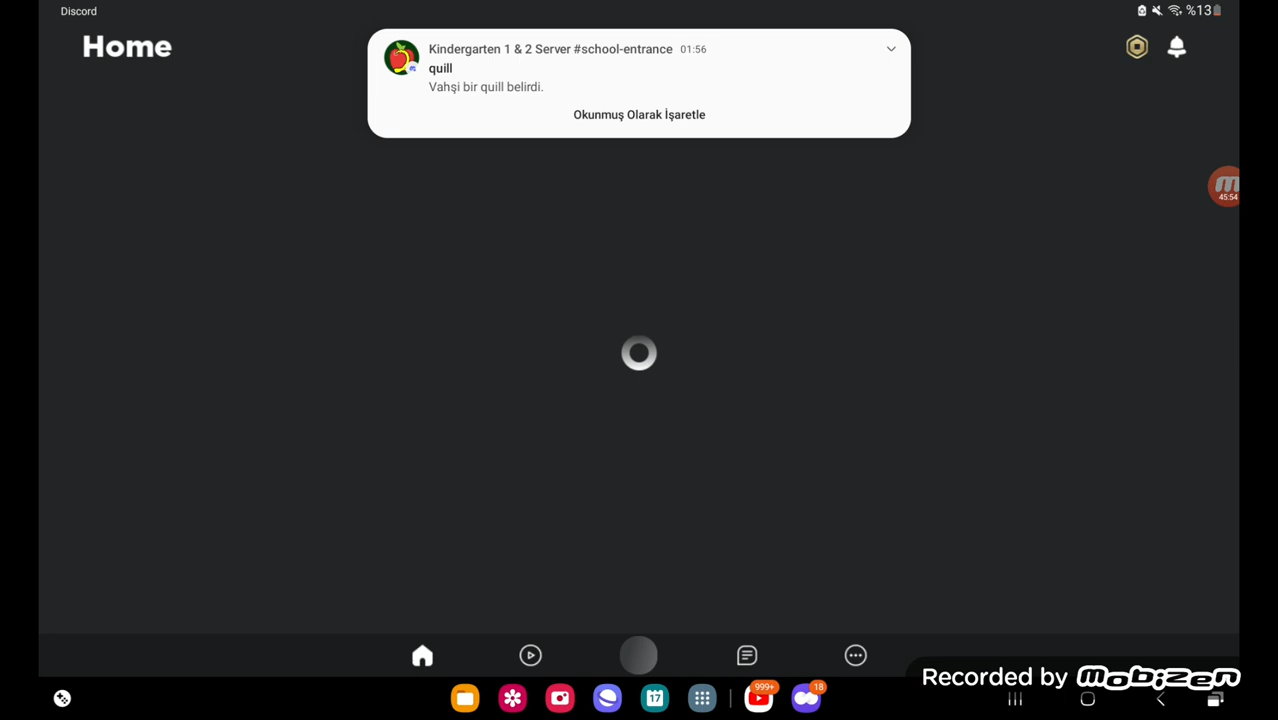 Discord
%13
Home
Kindergarten 1 & 2 Server #school-entrance 01:56
quill
Vahşi bir quill belirdi.
Okunmuş Olarak İşaretle
45:54
Recorded by mobizen
17
999+
18